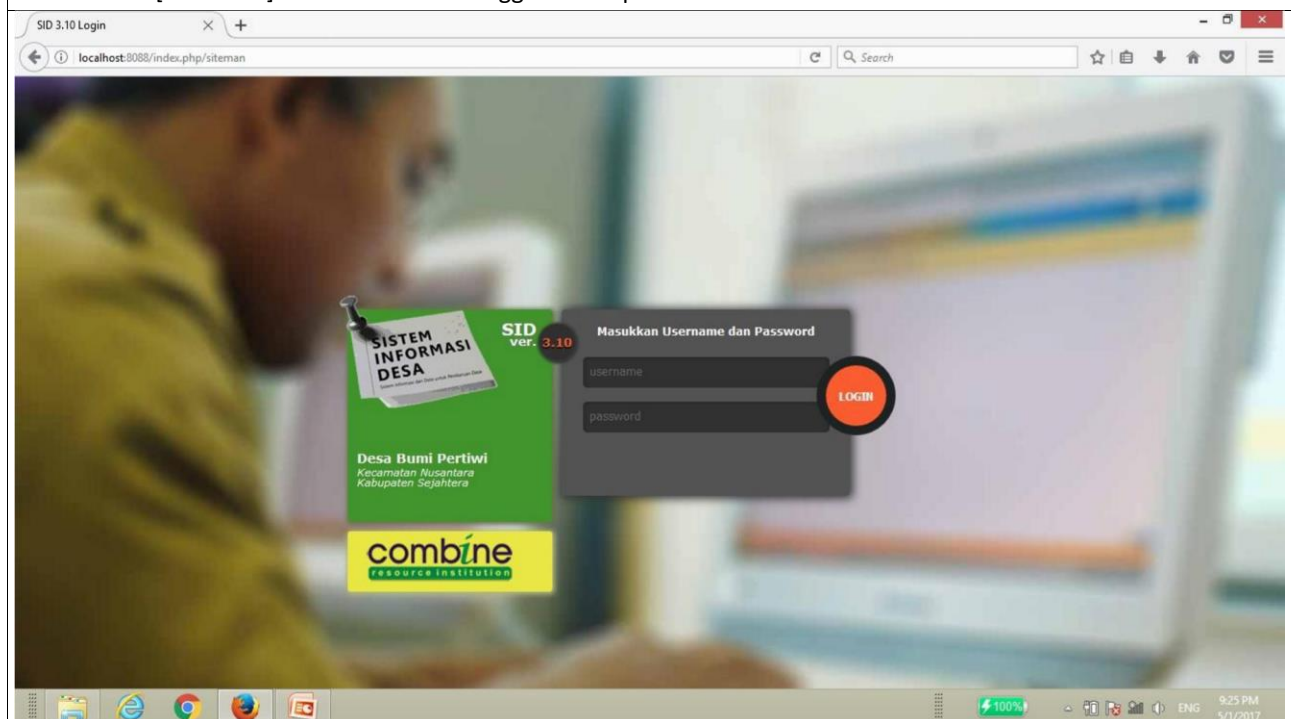 SID 3.10 Login
localhost:8088/index.php/siteman
Search
SISTEM
INFORMASI
DESA
SID
ver. 3.10
Masukkan Username dan Password
username
password
LOGIN
Desa Bumi Pertiwi
Kecamatan Nusantara
Kabupaten Sejahtera
combine
resource institution
100%
ENG
9:25 PM
5/1/2017